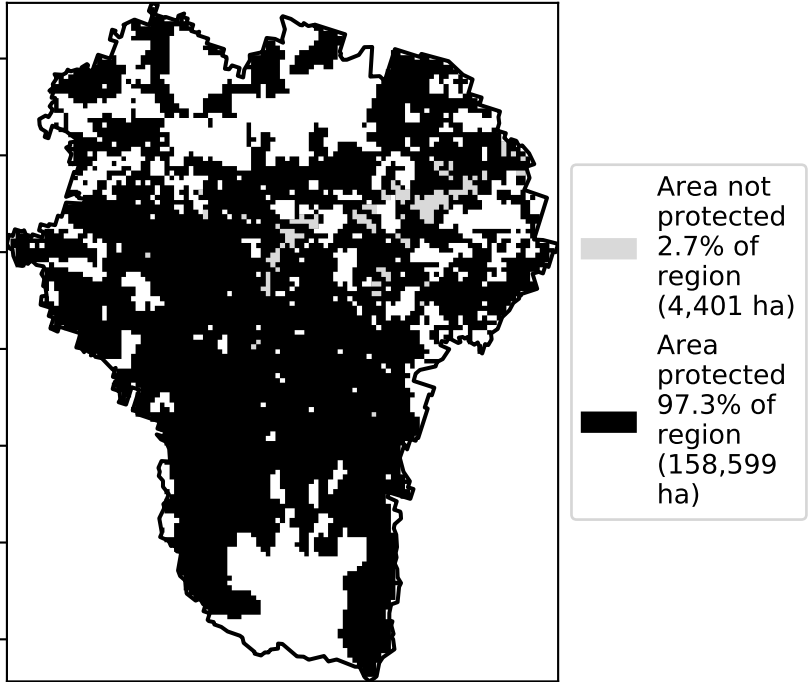 Area not
protected
2.7% of
region
(4,401 ha)
Area
protected
97.3% of
region
(158,599
ha)